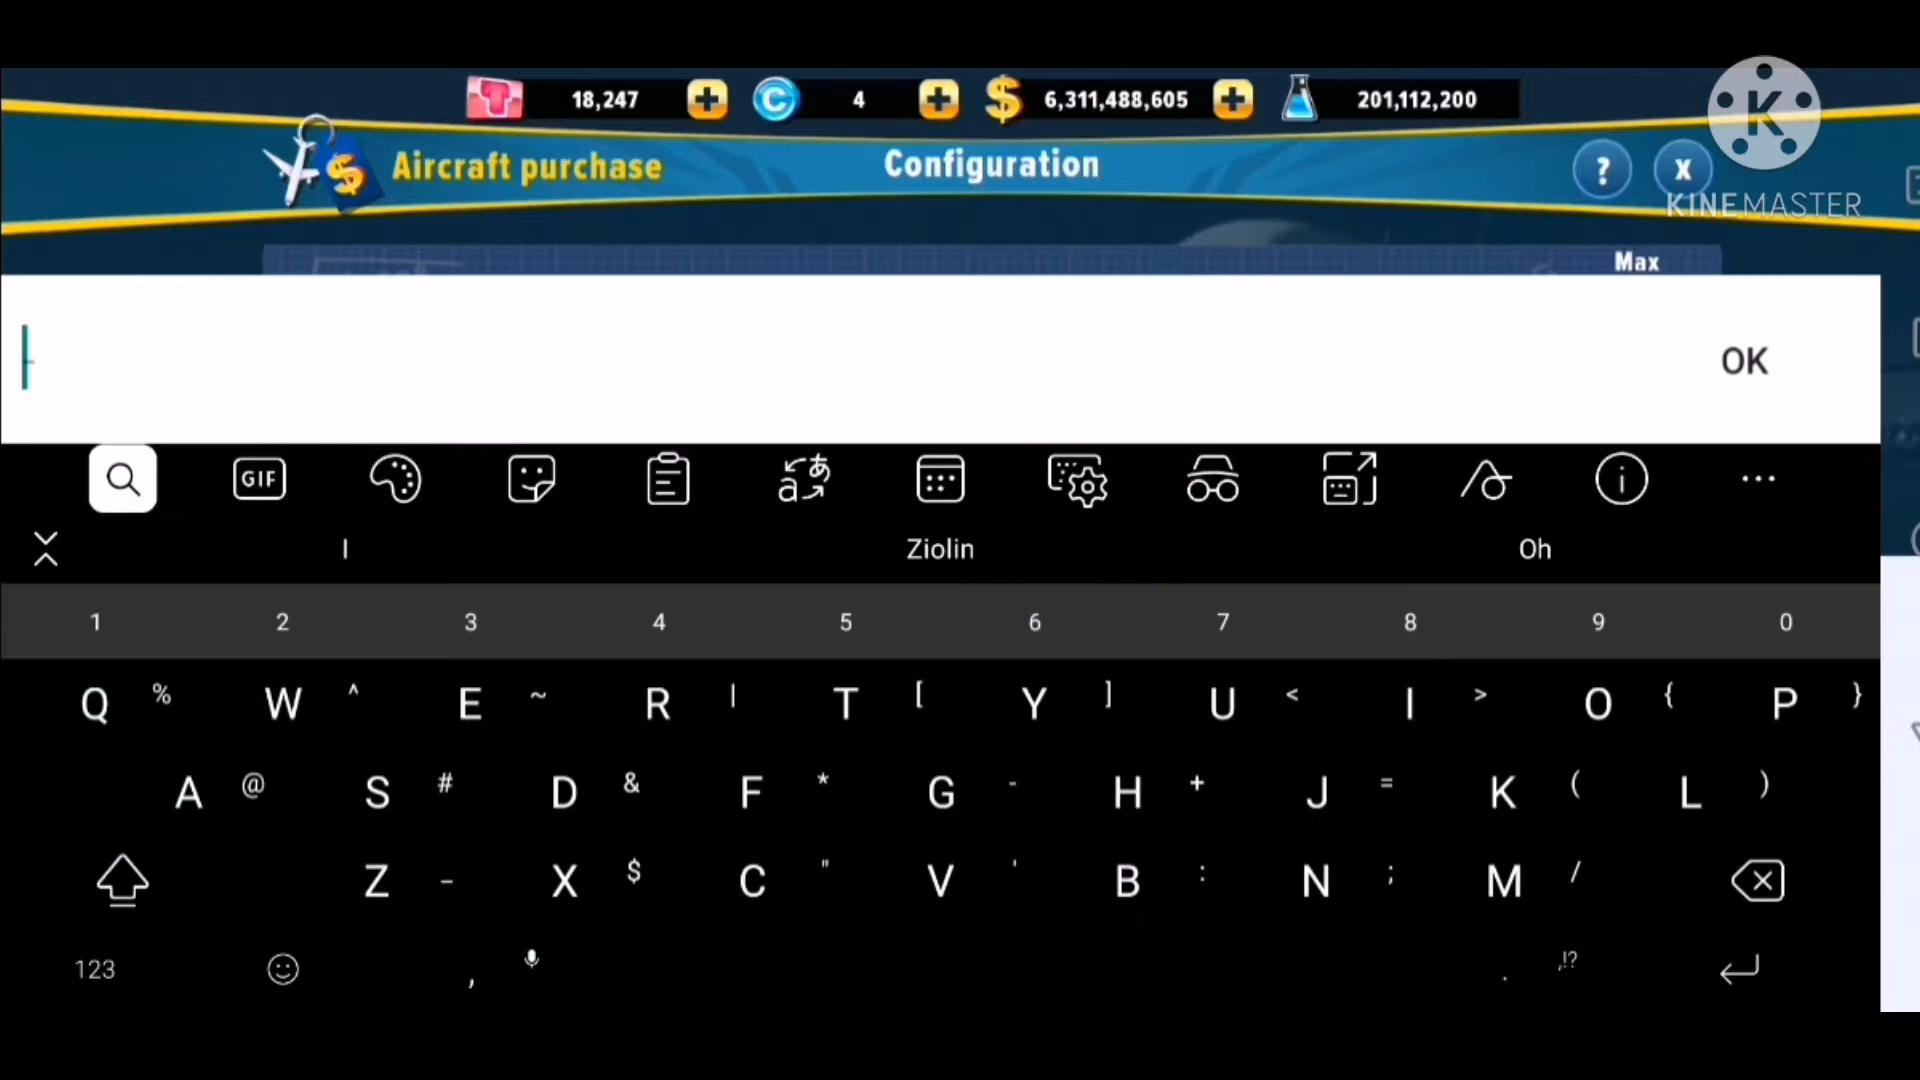 18,247 4 6,311,488,605 201,112,200
Aircraft purchase Configuration ? X
KINEMASTER
Max
OK
GIF
I Ziolin Oh
1 2 3 4 5 6 7 8 9 0
Q % W ^ E ~ R | T [ Y ] U < I > O { P }
A @ S # D & F * G - H + J = K ( L )
Z _ X $ C " V ' B : N ; M /
123 , . ,!?